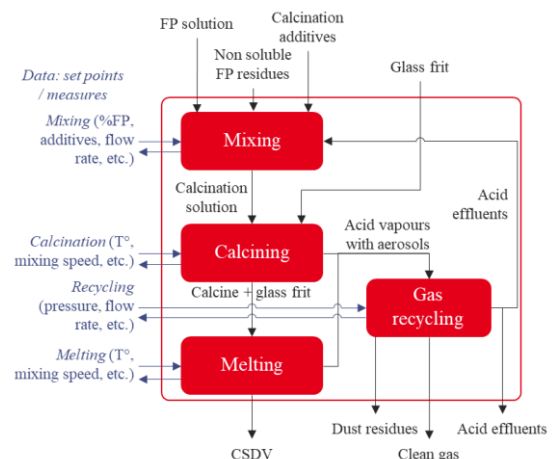 FP solution
Calcination
additives
Non soluble
FP residues
Glass frit
Data: set points
/ measures
Mixing (%FP,
additives, flow
rate, etc.)
Mixing
Calcination
solution
Acid
effluents
Calcination (T°,
mixing speed, etc.)
Calcining
Acid vapours
with aerosols
Recycling
(pressure, flow
rate, etc.)
Calcine + glass frit
Gas
recycling
Melting (T°,
mixing speed, etc.)
Melting
Dust residues
Acid effluents
CSDV
Clean gas